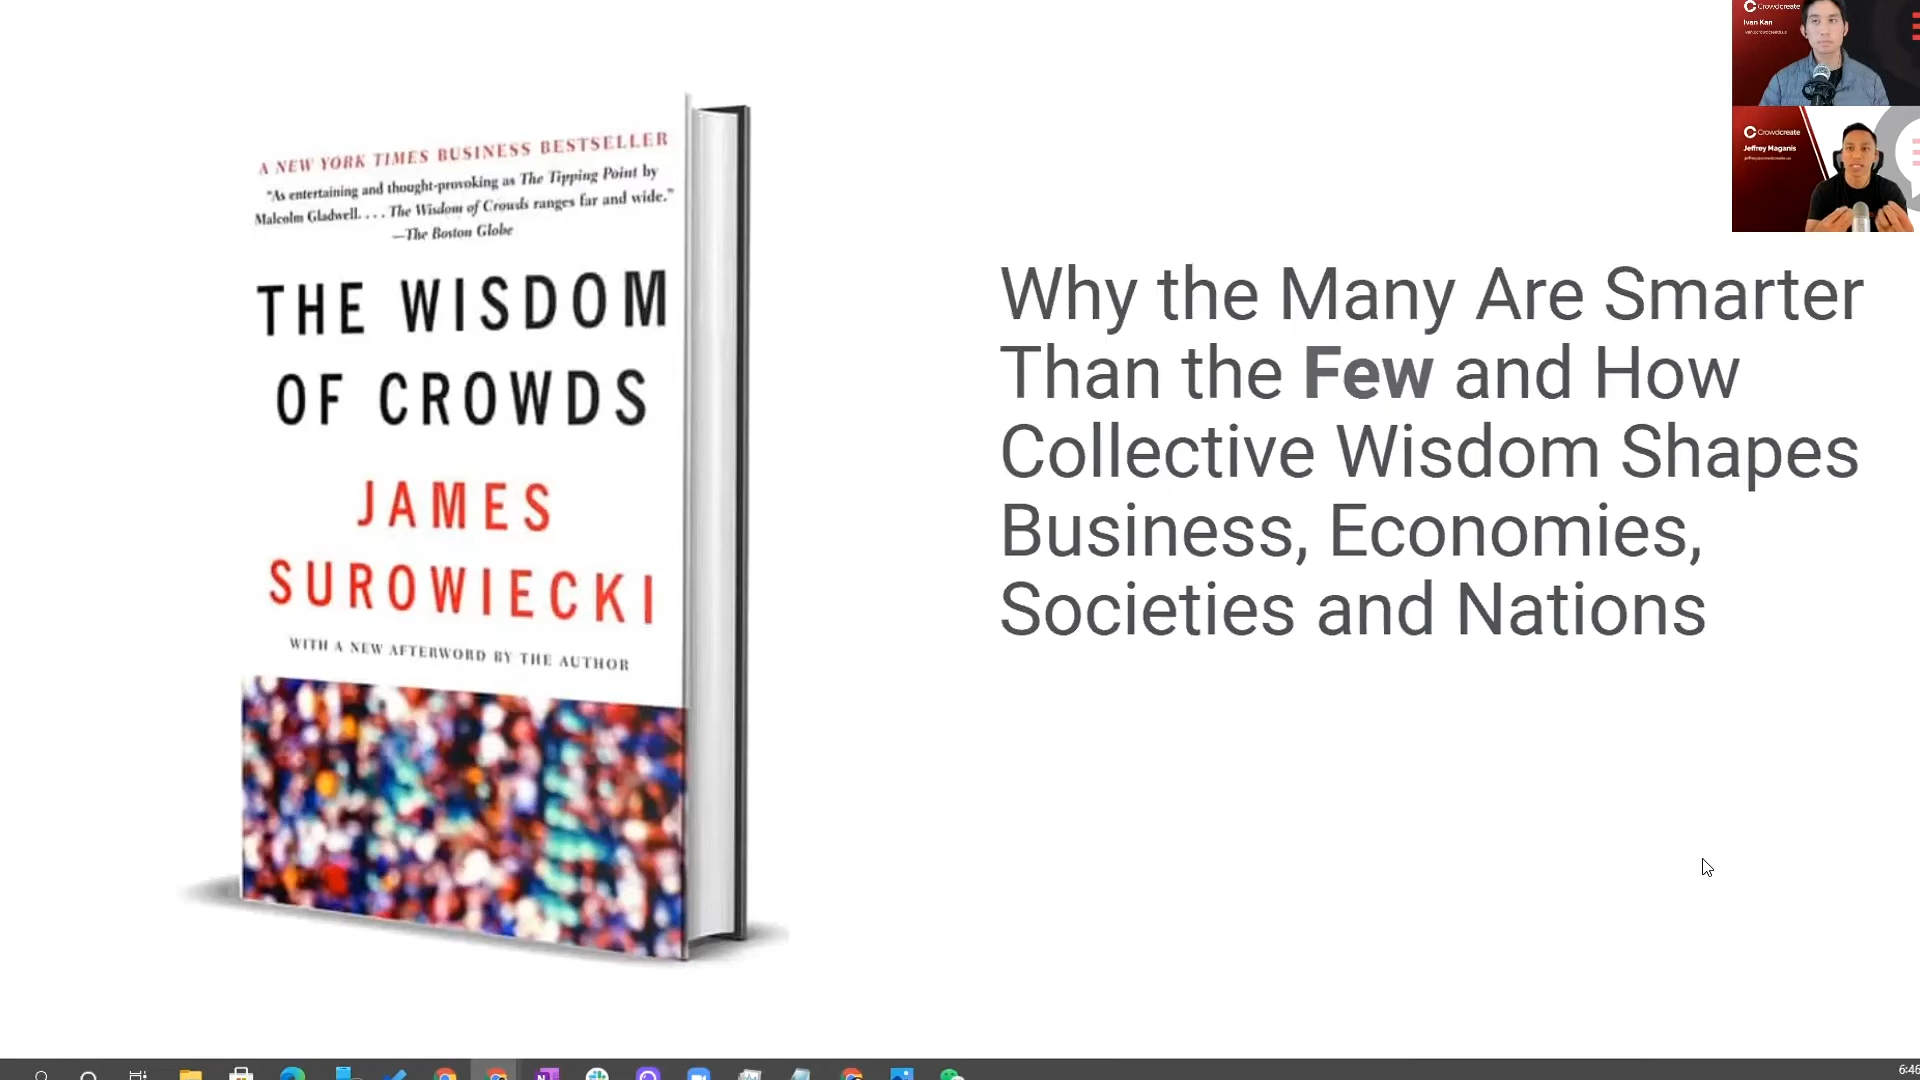 A NEW YORK TIMES BUSINESS BESTSELLER
"As entertaining and thought-provoking as The Tipping Point by
Malcolm Gladwell. . . . The Wisdom of Crowds ranges far and wide."
—The Boston Globe
THE WISDOM
OF CROWDS
JAMES
SUROWIECKI
WITH A NEW AFTERWORD BY THE AUTHOR
Why the Many Are Smarter
Than the Few and How
Collective Wisdom Shapes
Business, Economies,
Societies and Nations
Crowdcreate
Ivan Kan
Crowdcreate
Jeffrey Maganis
6:46